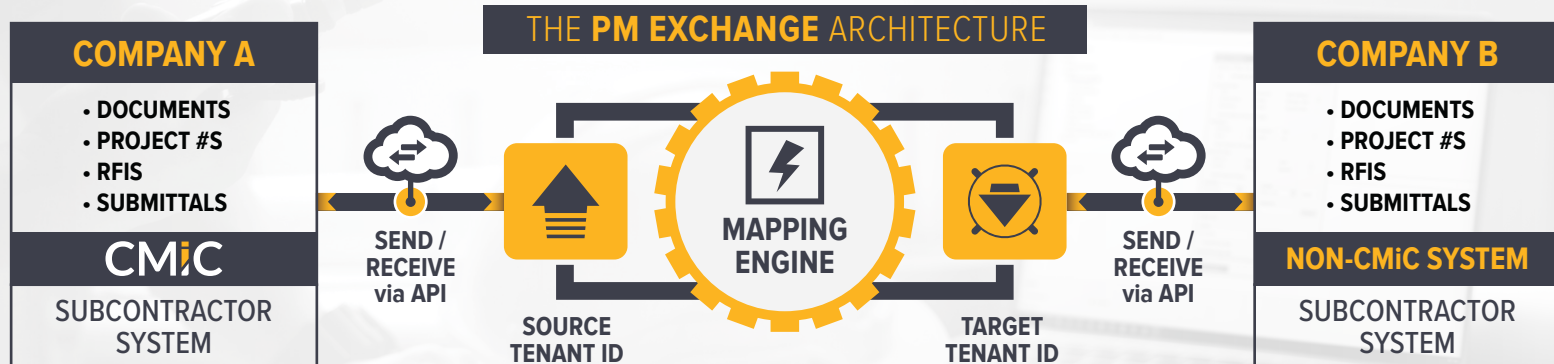 THE PM EXCHANGE ARCHITECTURE
COMPANY A
• DOCUMENTS
• PROJECT #S
• RFIS
• SUBMITTALS
CMiC
SUBCONTRACTOR
SYSTEM
SEND /
RECEIVE
via API
SOURCE
TENANT ID
MAPPING
ENGINE
TARGET
TENANT ID
SEND /
RECEIVE
via API
COMPANY B
• DOCUMENTS
• PROJECT #S
• RFIS
• SUBMITTALS
NON-CMiC SYSTEM
SUBCONTRACTOR
SYSTEM